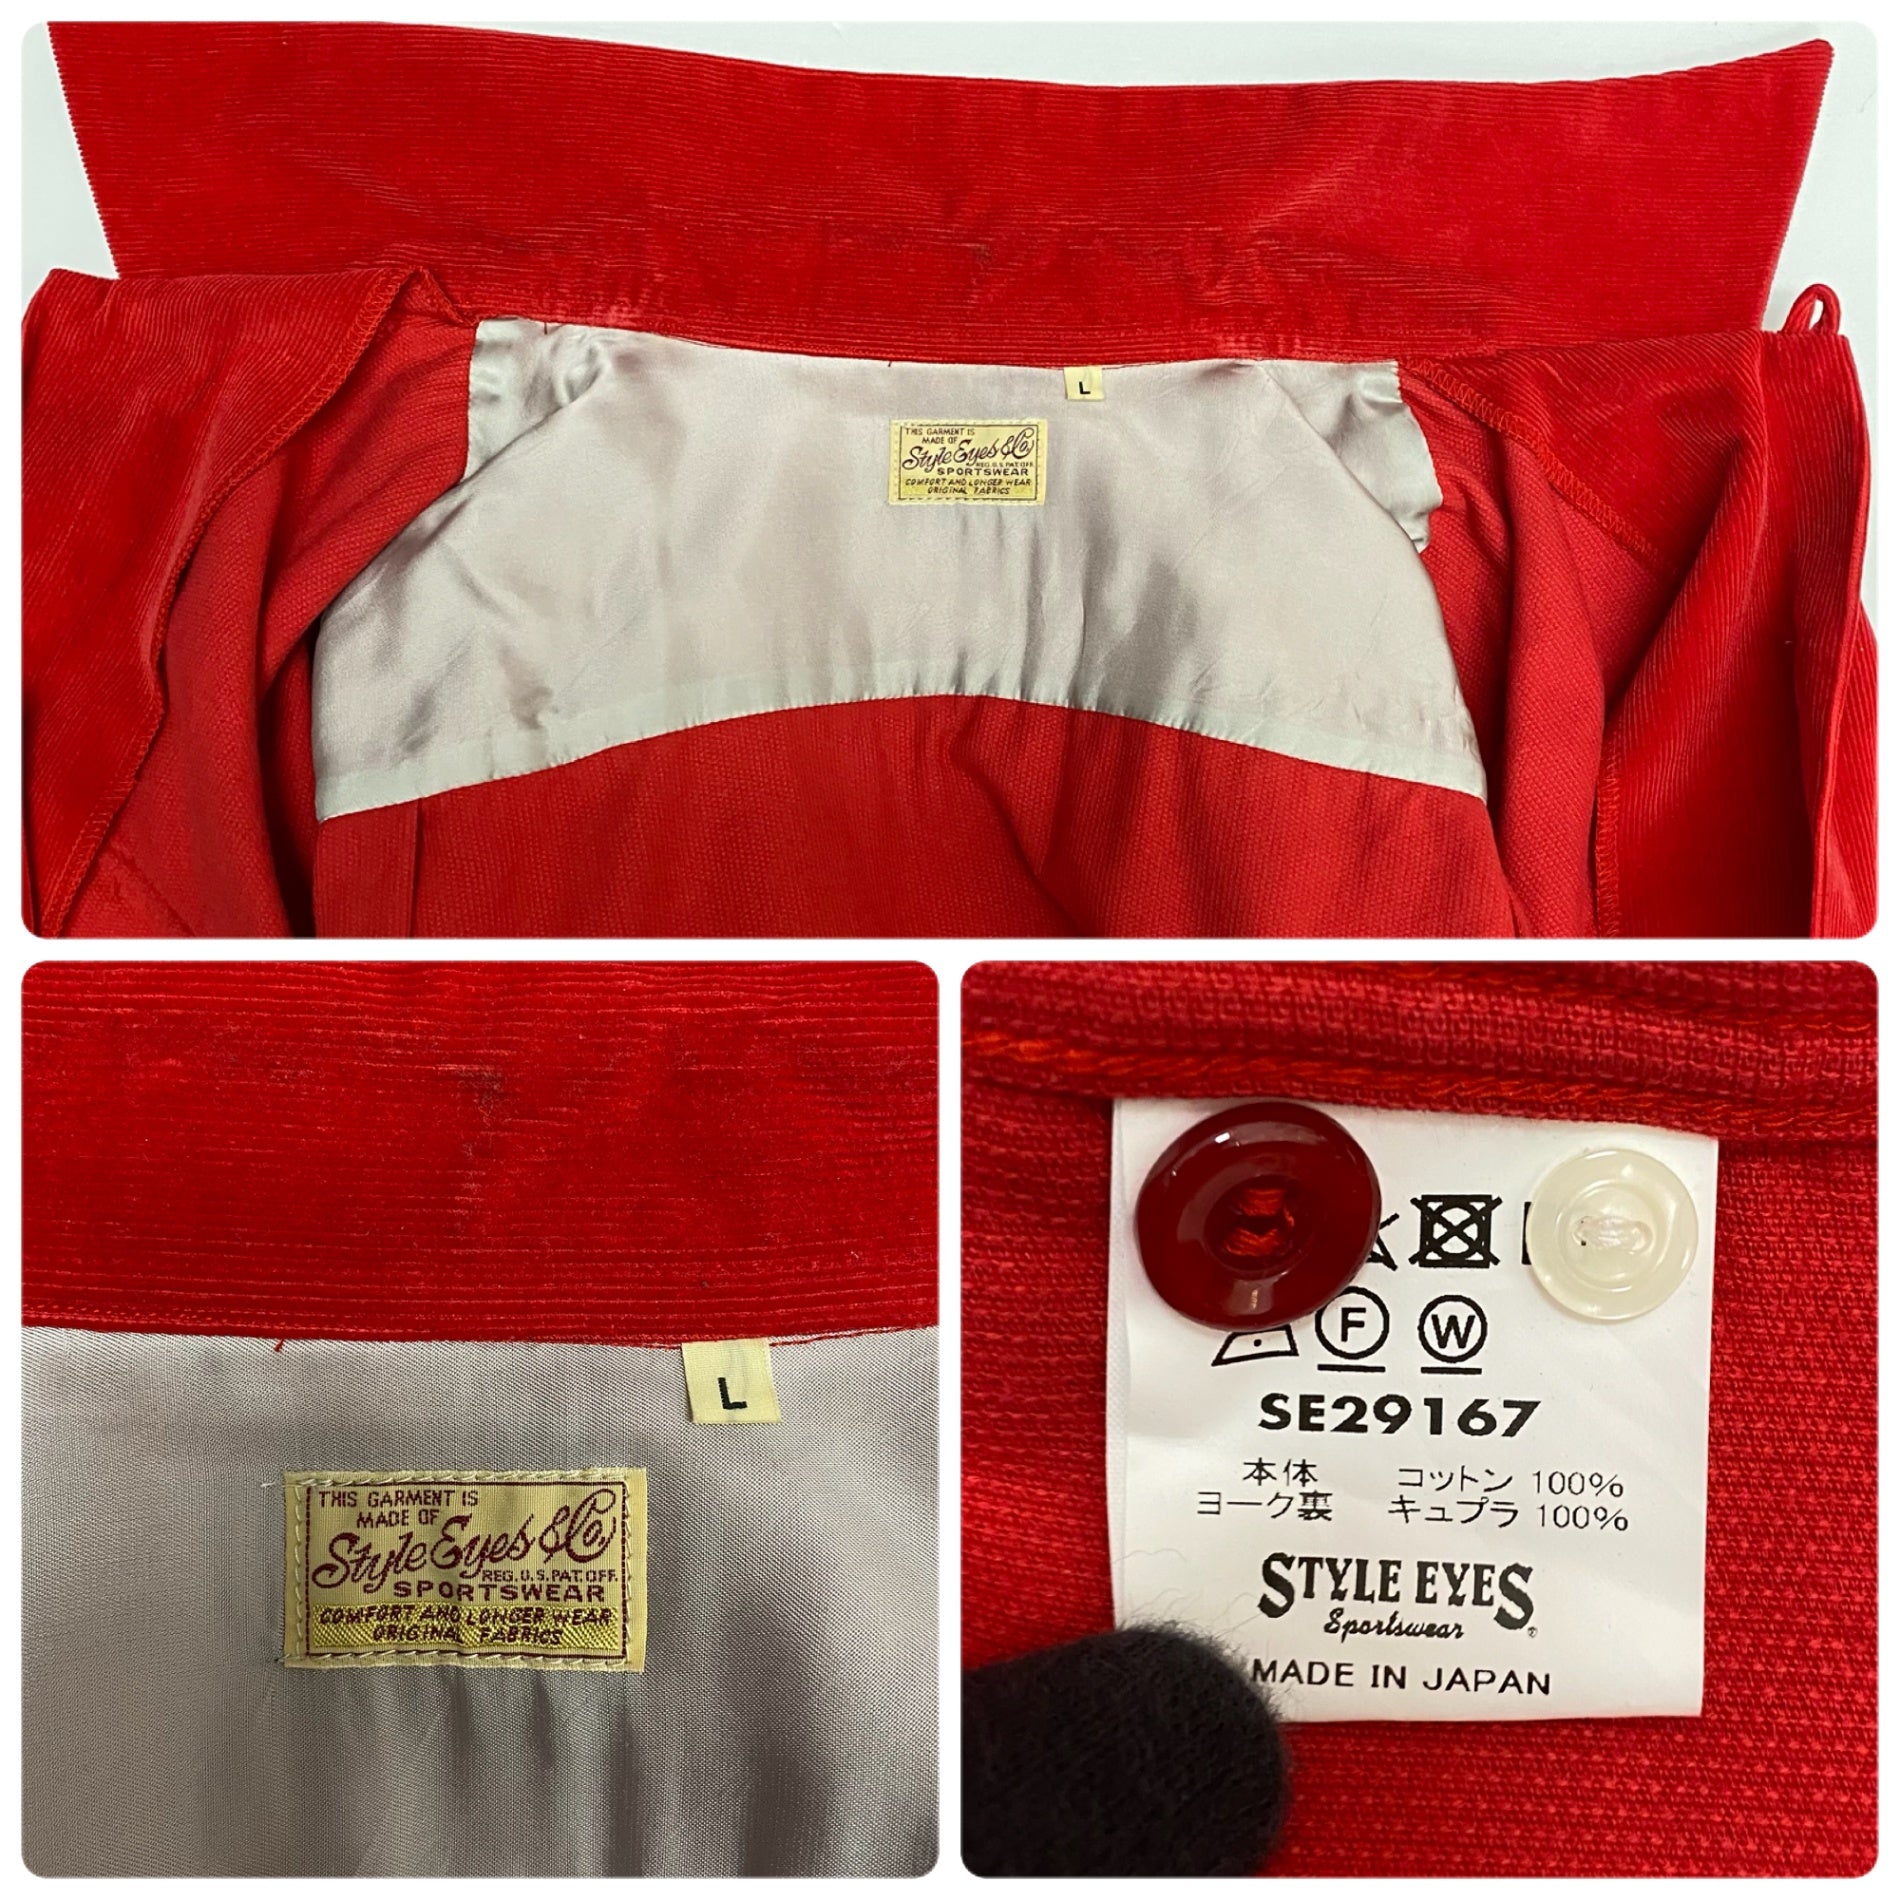 L
THIS GARMENT IS
MADE OF
Style Eyes & Co.
REG. U.S. PAT. OFF.
SPORTSWEAR
COMFORT AND LONGER WEAR
ORIGINAL FABRICS
L
THIS GARMENT IS
MADE OF
Style Eyes & Co.
REG. U.S. PAT. OFF.
SPORTSWEAR
COMFORT AND LONGER WEAR
ORIGINAL FABRICS
F W
SE29167
本体 コットン 100%
ヨーク裏 キュプラ 100%
STYLE EYES
Sportswear ®
MADE IN JAPAN